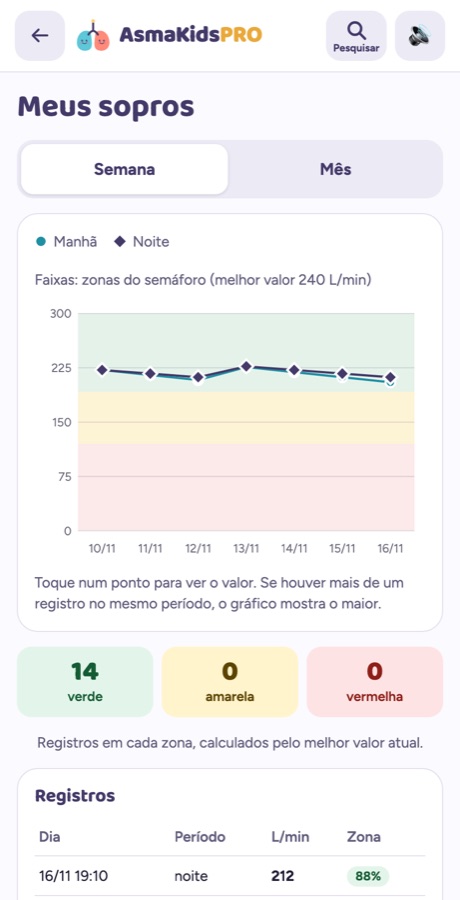 AsmaKidsPRO
Pesquisar
Meus sopros
Semana
Mês
Manhã
Noite
Faixas: zonas do semáforo (melhor valor 240 L/min)
300
225
150
75
0
10/11 11/11 12/11 13/11 14/11 15/11 16/11
Toque num ponto para ver o valor. Se houver mais de um
registro no mesmo período, o gráfico mostra o maior.
14
verde
0
amarela
0
vermelha
Registros em cada zona, calculados pelo melhor valor atual.
Registros
Dia Período L/min Zona
16/11 19:10 noite 212 88%